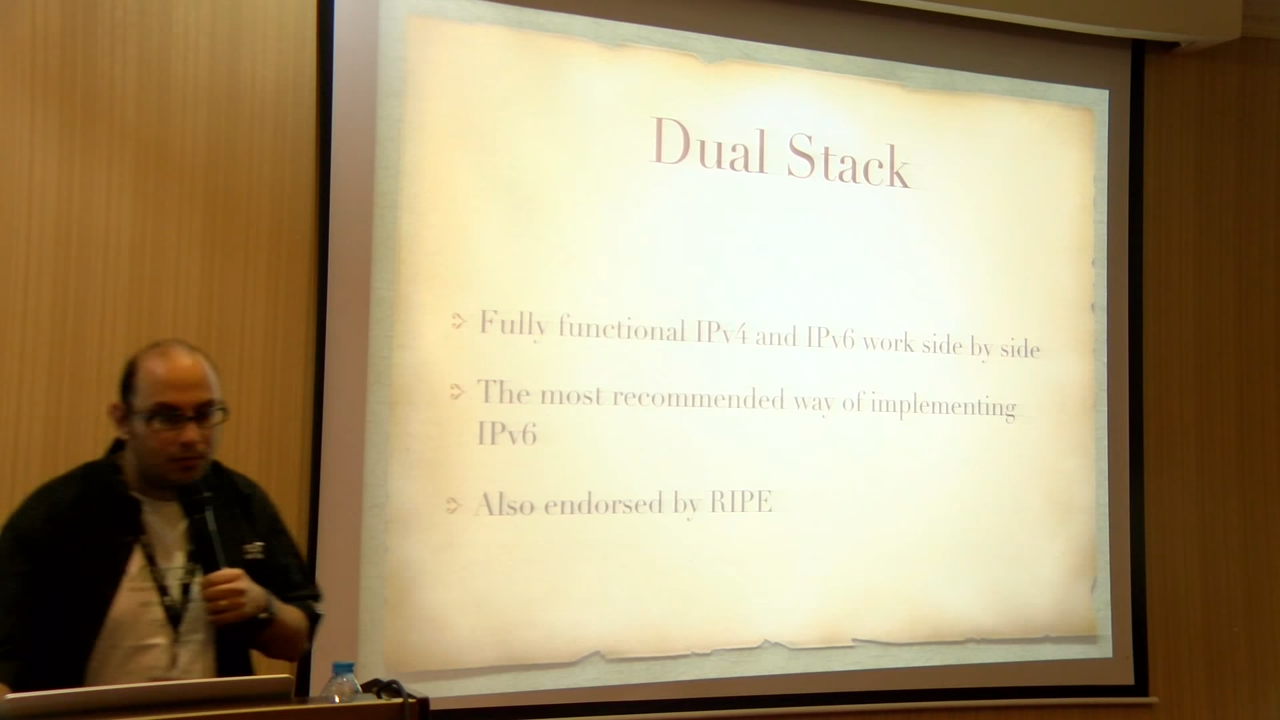 Dual Stack
Fully functional IPv4 and IPv6 work side by side
The most recommended way of implementing
IPv6
Also endorsed by RIPE